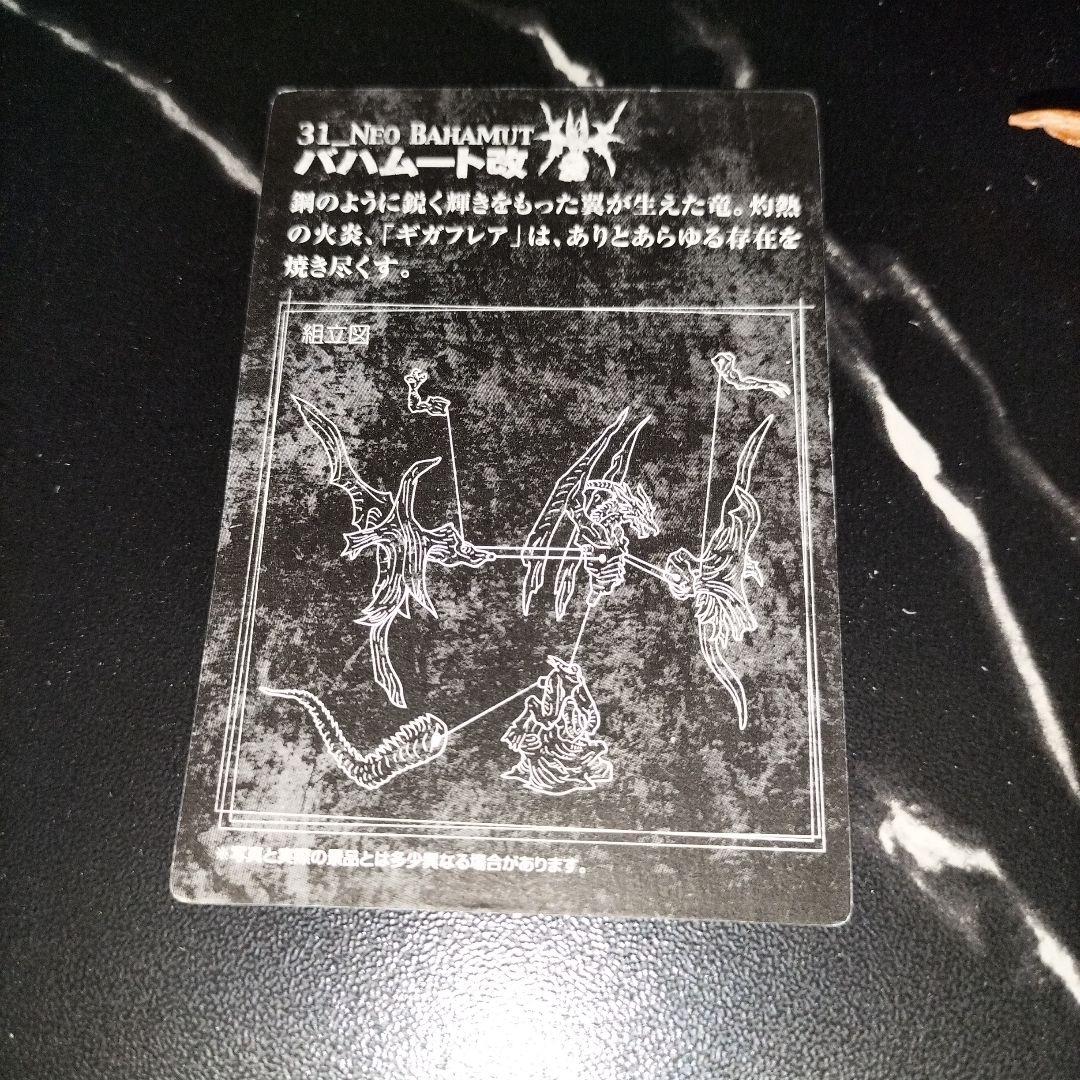 31_NEO BAHAMUT
バハムート改
鋼のように鋭く輝きをもった翼が生えた竜。灼熱
の火炎、「ギガフレア」は、ありとあらゆる存在を
焼き尽くす。
組立図
*写真と実際の景品とは多少異なる場合があります。